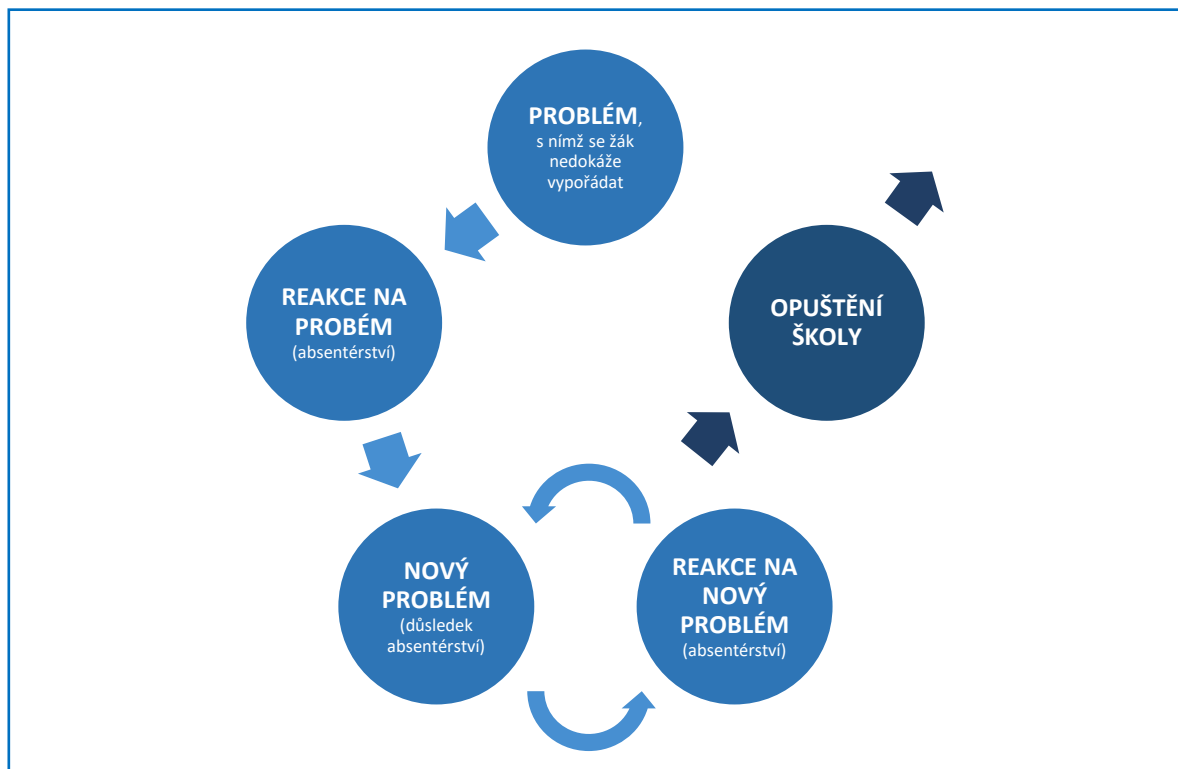 PROBLÉM,
s nímž se žák
nedokáže
vypořádat
REAKCE NA
PROBÉM
(absentérství)
NOVÝ
PROBLÉM
(důsledek
absentérství)
REAKCE NA
NOVÝ
PROBLÉM
(absentérství)
OPUŠTĚNÍ
ŠKOLY